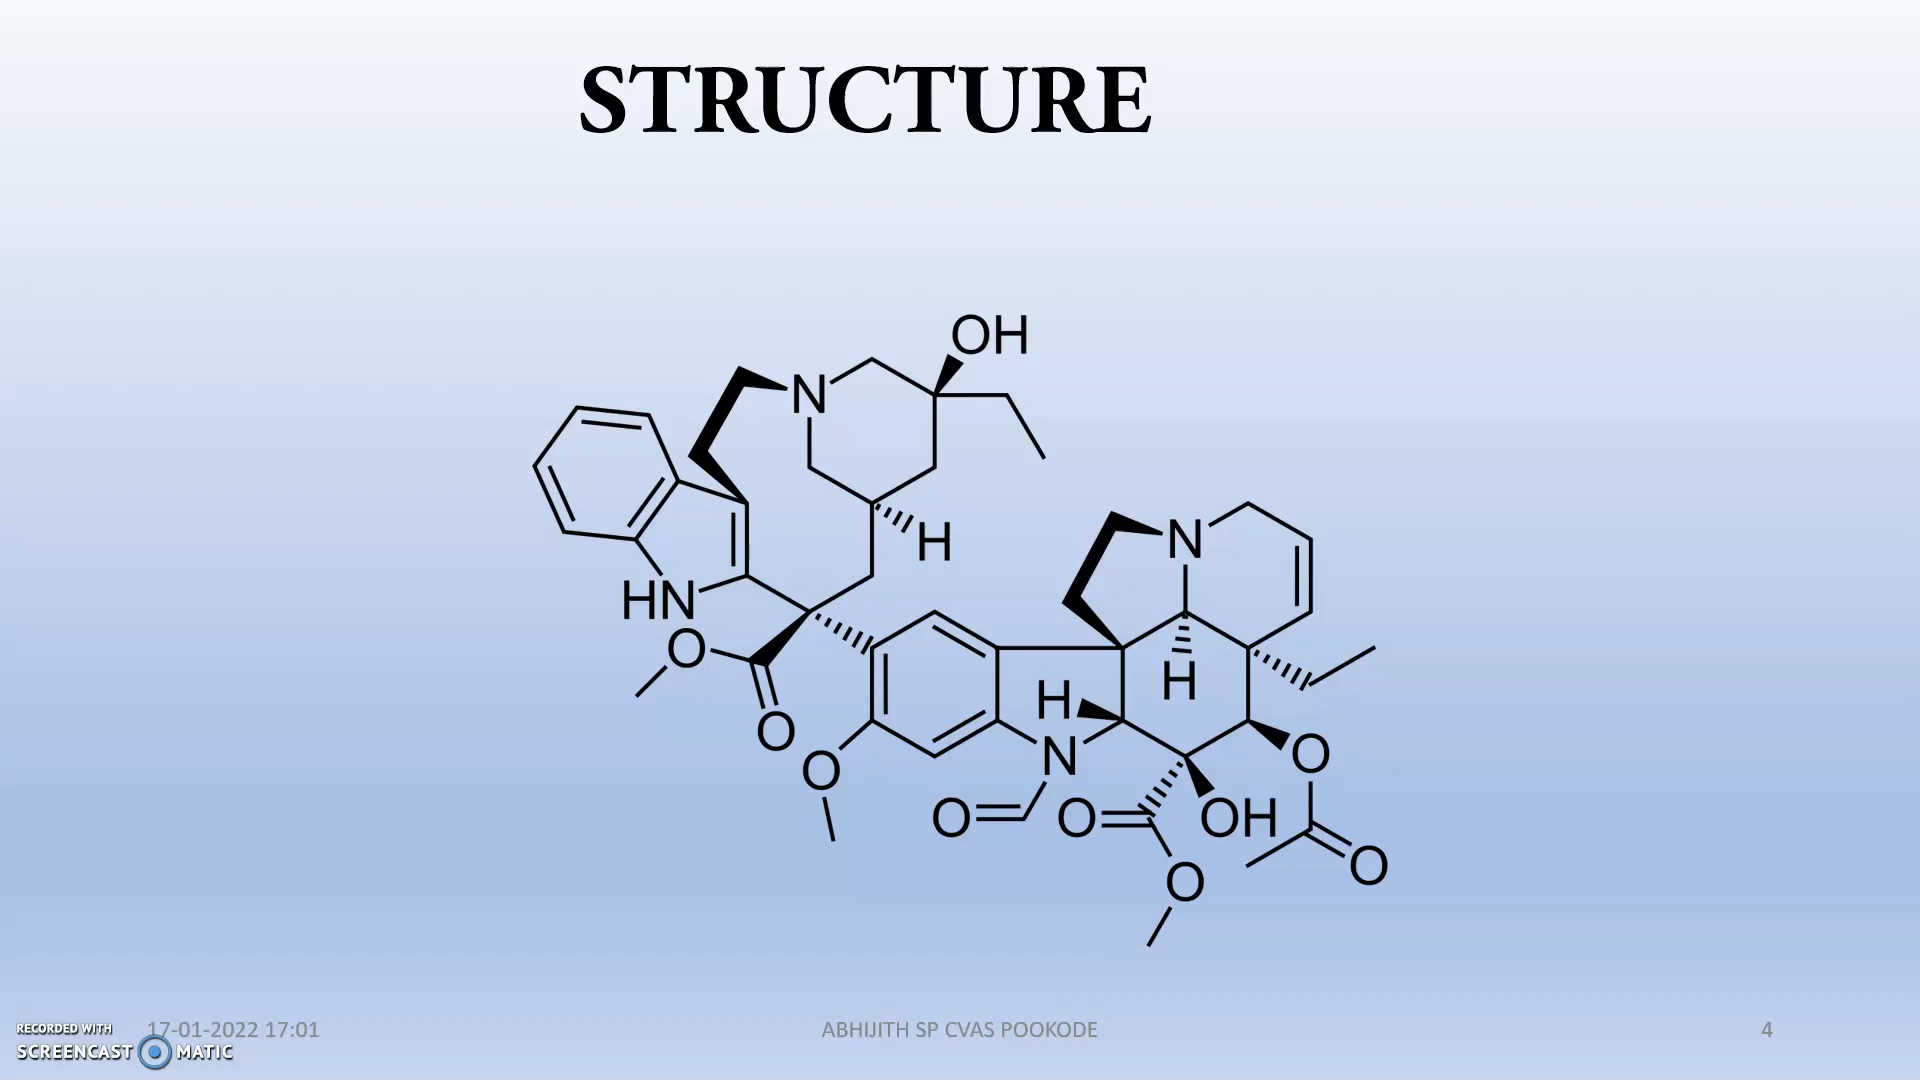 STRUCTURE
OH
N
H
N
HN
O
H
H
O
N
O
O
O
O
OH
O
O
RECORDED WITH
SCREENCAST MATIC
17-01-2022 17:01
ABHIJITH SP CVAS POOKODE
4